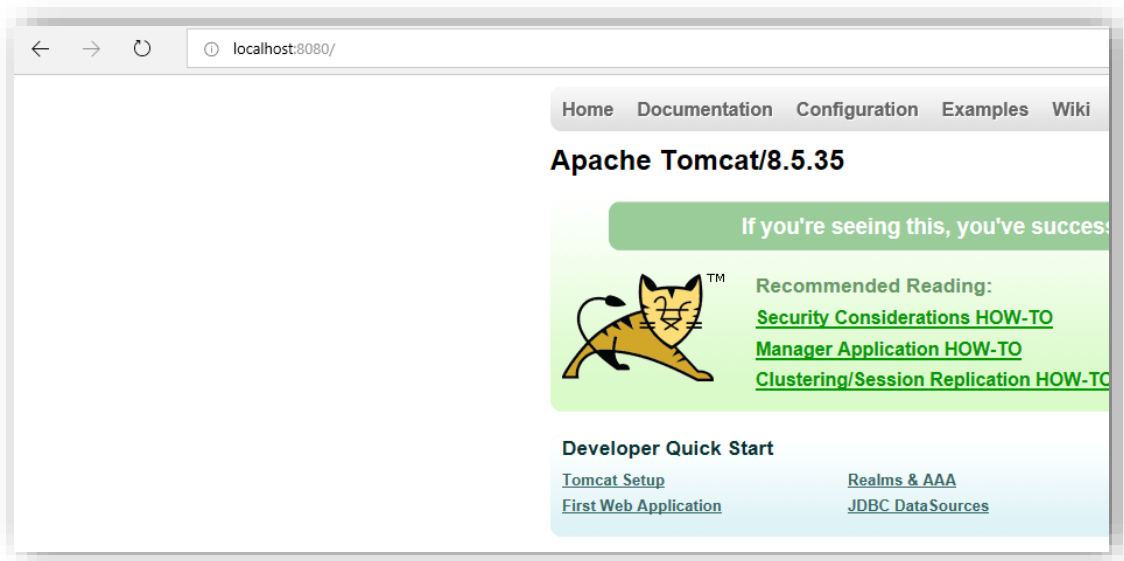 localhost:8080/
Home Documentation Configuration Examples Wiki
Apache Tomcat/8.5.35
If you're seeing this, you've succes
TM
Recommended Reading:
Security Considerations HOW-TO
Manager Application HOW-TO
Clustering/Session Replication HOW-TO
Developer Quick Start
Tomcat Setup Realms & AAA
First Web Application JDBC DataSources